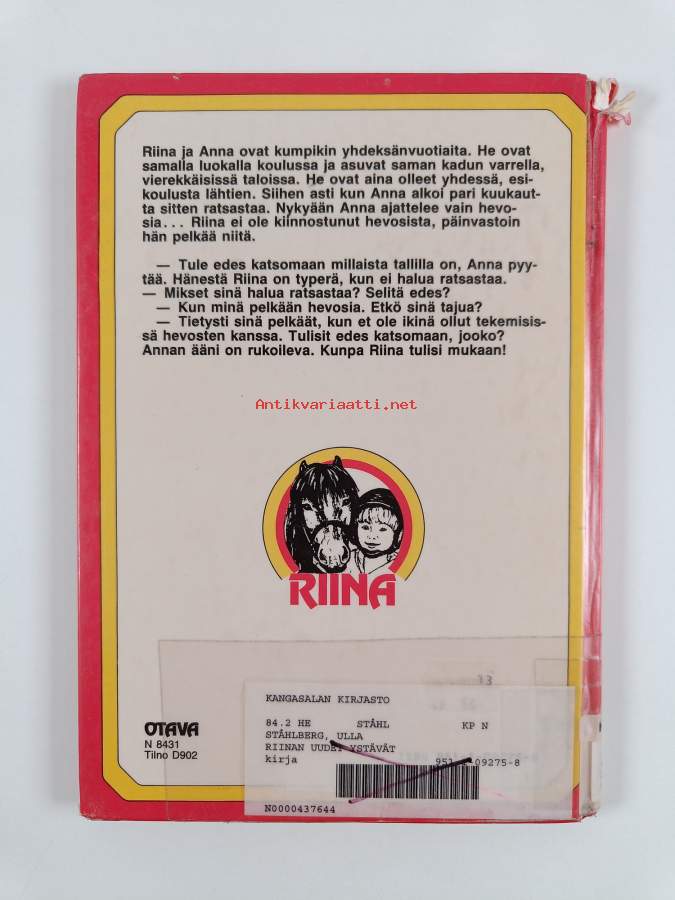 Riina ja Anna ovat kumpikin yhdeksänvuotiaita. He ovat
samalla luokalla koulussa ja asuvat saman kadun varrella,
vierekkäisissä taloissa. He ovat aina olleet yhdessä, esi-
koulusta lähtien. Siihen asti kun Anna alkoi pari kuukaut-
ta sitten ratsastaa. Nykyään Anna ajattelee vain hevo-
sia... Riina ei ole kiinnostunut hevosista, päinvastoin
hän pelkää niitä.
— Tule edes katsomaan millaista tallilla on, Anna pyy-
tää. Hänestä Riina on typerä, kun ei halua ratsastaa.
— Mikset sinä halua ratsastaa? Selitä edes?
— Kun minä pelkään hevosia. Etkö sinä tajua?
— Tietysti sinä pelkäät, kun et ole ikinä ollut tekemisis-
sä hevosten kanssa. Tulisit edes katsomaan, jooko?
Annan ääni on rukoileva. Kunpa Riina tulisi mukaan!
Antikvariaatti.net
RIINA
KANGASALAN KIRJASTO
84.2 HE STÅHL KP N
STÅHLBERG, ULLA
RIINAN UUDET YSTÄVÄT
kirja 951- -09275-8
N0000437644
OTAVA
N 8431
Tilno D902